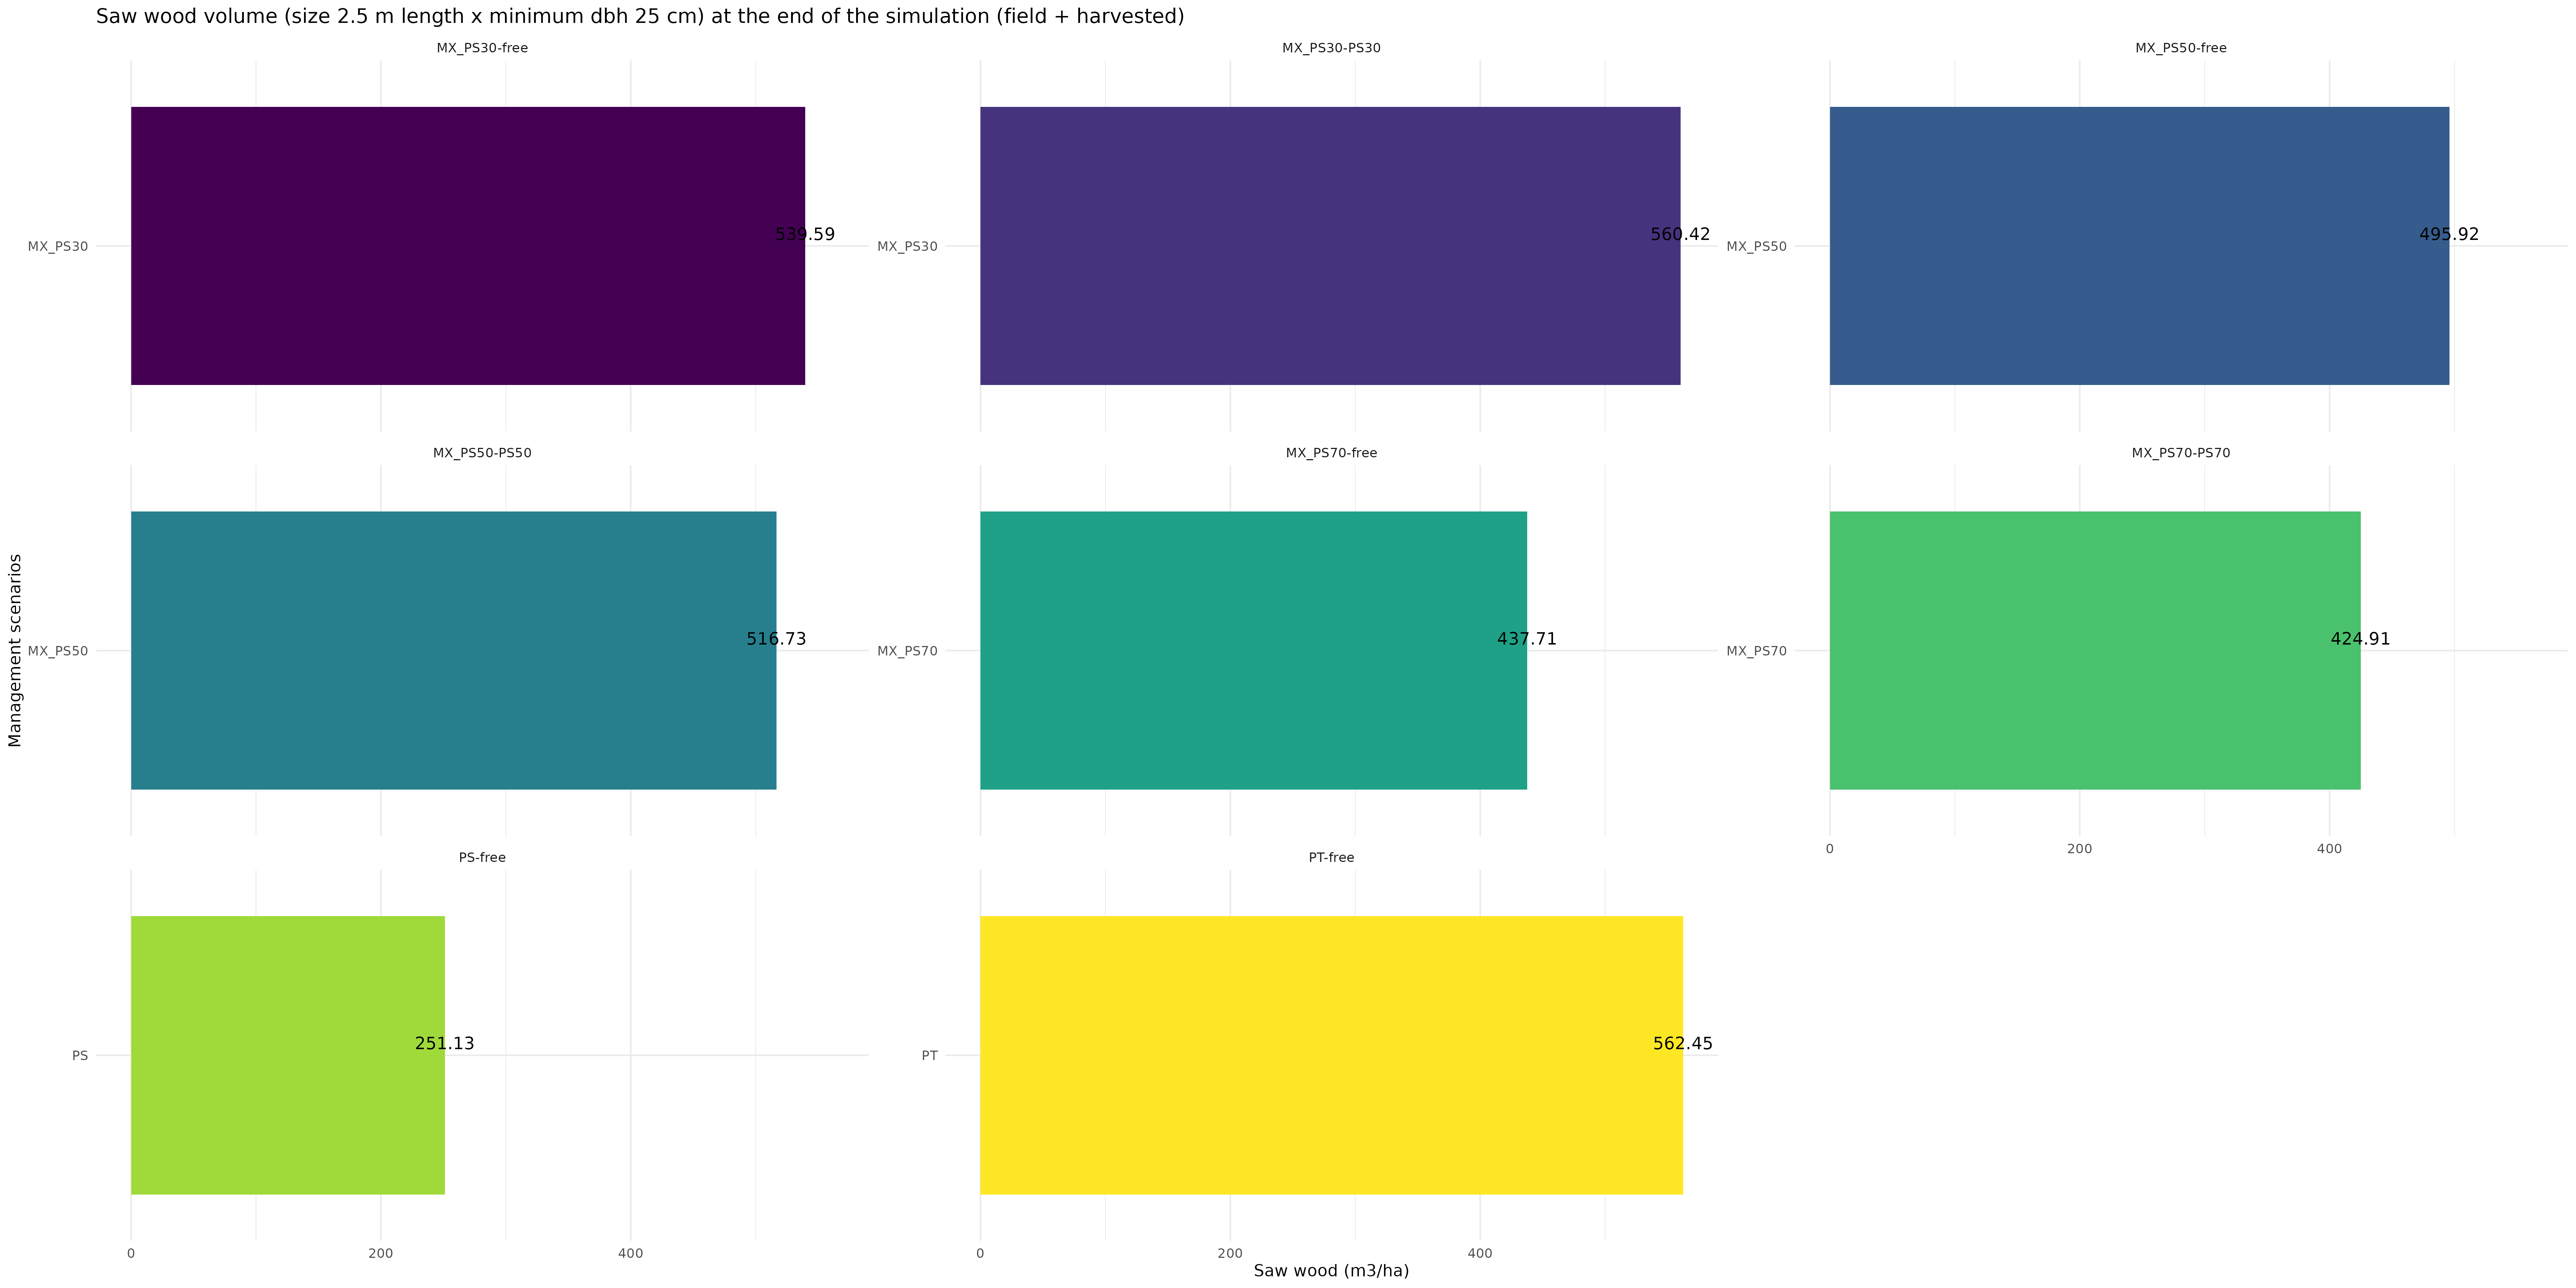 Saw wood volume (size 2.5 m length x minimum dbh 25 cm) at the end of the simulation (field + harvested)
MX_PS30-free
MX_PS30-PS30
MX_PS50-free
MX_PS30
539.59
MX_PS30
560.42
MX_PS50
495.92
MX_PS50-PS50
MX_PS70-free
MX_PS70-PS70
Management scenarios
MX_PS50
516.73
MX_PS70
437.71
MX_PS70
424.91
0 200 400
PS-free
PT-free
PS
251.13
PT
562.45
0 200 400
0 200 400
Saw wood (m3/ha)